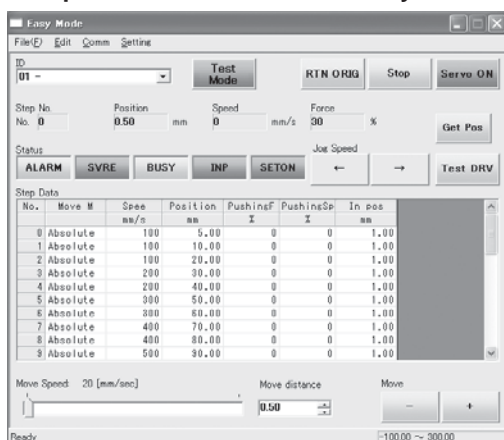 Easy Mode
File(F) Edit Comm Setting
ID
01 -
Test Mode
RTN ORIG
Stop
Servo ON
Step No. Position Speed Force
No. 0 0.50 mm 0 mm/s 30 %
Get Pos
Status
Jog Speed
ALARM SVRE BUSY INP SETON ← → Test DRV
Step Data
No. Move M Spee Position PushingF PushingSp In pos
mm/s mm % % mm
0 Absolute 100 5.00 0 0 1.00
1 Absolute 100 10.00 0 0 1.00
2 Absolute 100 20.00 0 0 1.00
3 Absolute 200 30.00 0 0 1.00
4 Absolute 200 40.00 0 0 1.00
5 Absolute 300 50.00 0 0 1.00
6 Absolute 300 60.00 0 0 1.00
7 Absolute 400 70.00 0 0 1.00
8 Absolute 400 80.00 0 0 1.00
9 Absolute 500 90.00 0 0 1.00
Move Speed: 20 [mm/sec] Move distance Move
0.50 - +
Ready -100.00 ~ 300.00